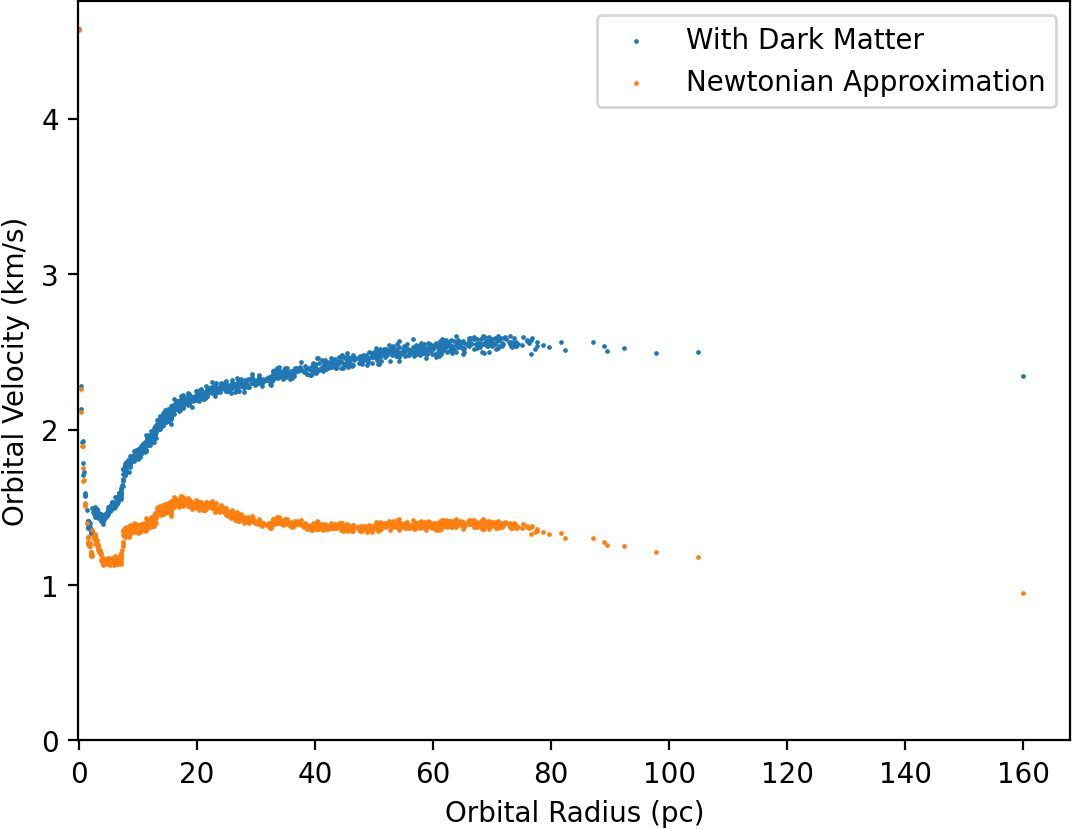 With Dark Matter
Newtonian Approximation
4
3
2
1
0
Orbital Velocity (km/s)
0 20 40 60 80 100 120 140 160
Orbital Radius (pc)